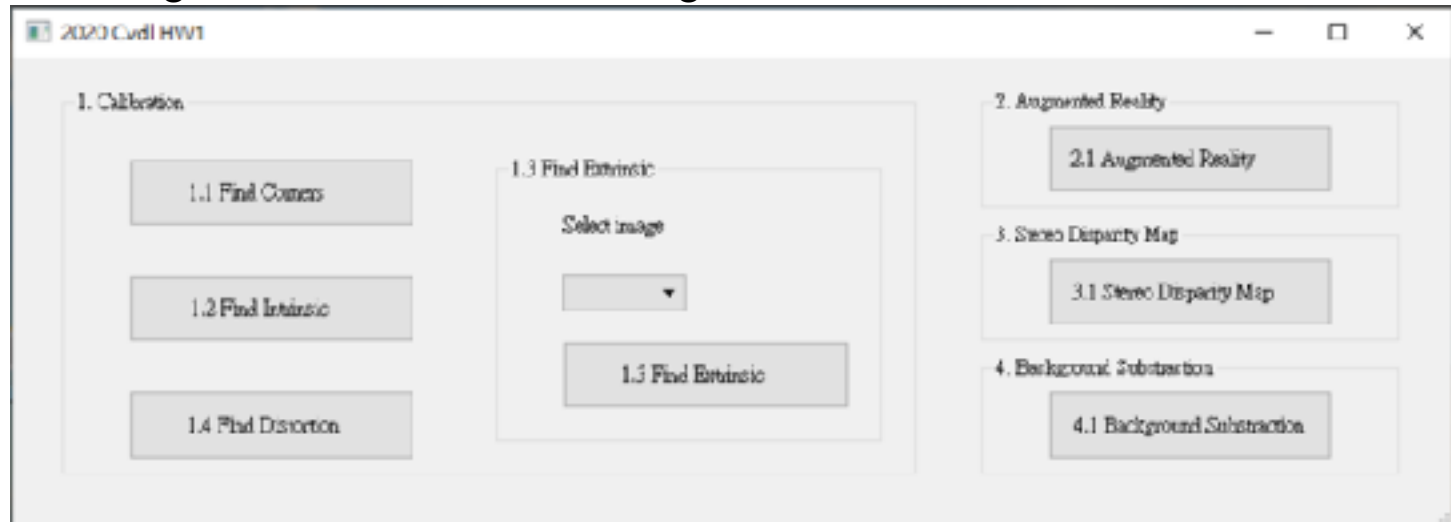 2020 Cvdl HW1
1. Calibration
1.1 Find Corners
1.2 Find Intrinsic
1.4 Find Distortion
1.3 Find Extrinsic
Select image
1.3 Find Extrinsic
2. Augmented Reality
2.1 Augmented Reality
3. Stereo Disparity Map
3.1 Stereo Disparity Map
4. Background Substraction
4.1 Background Substraction